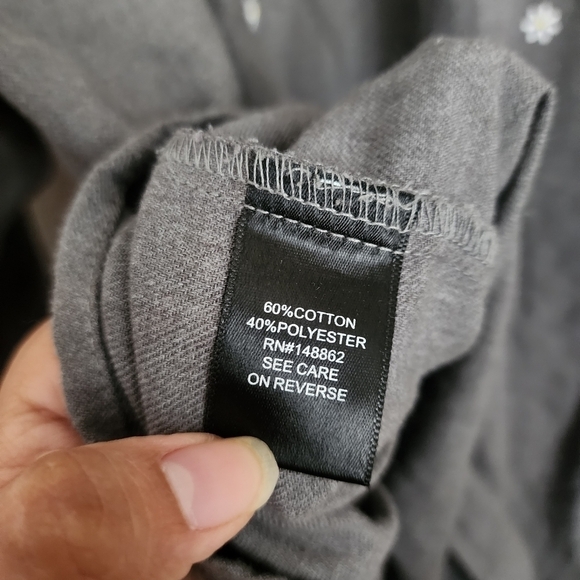 60%COTTON
40%POLYESTER
RN#148862
SEE CARE
ON REVERSE